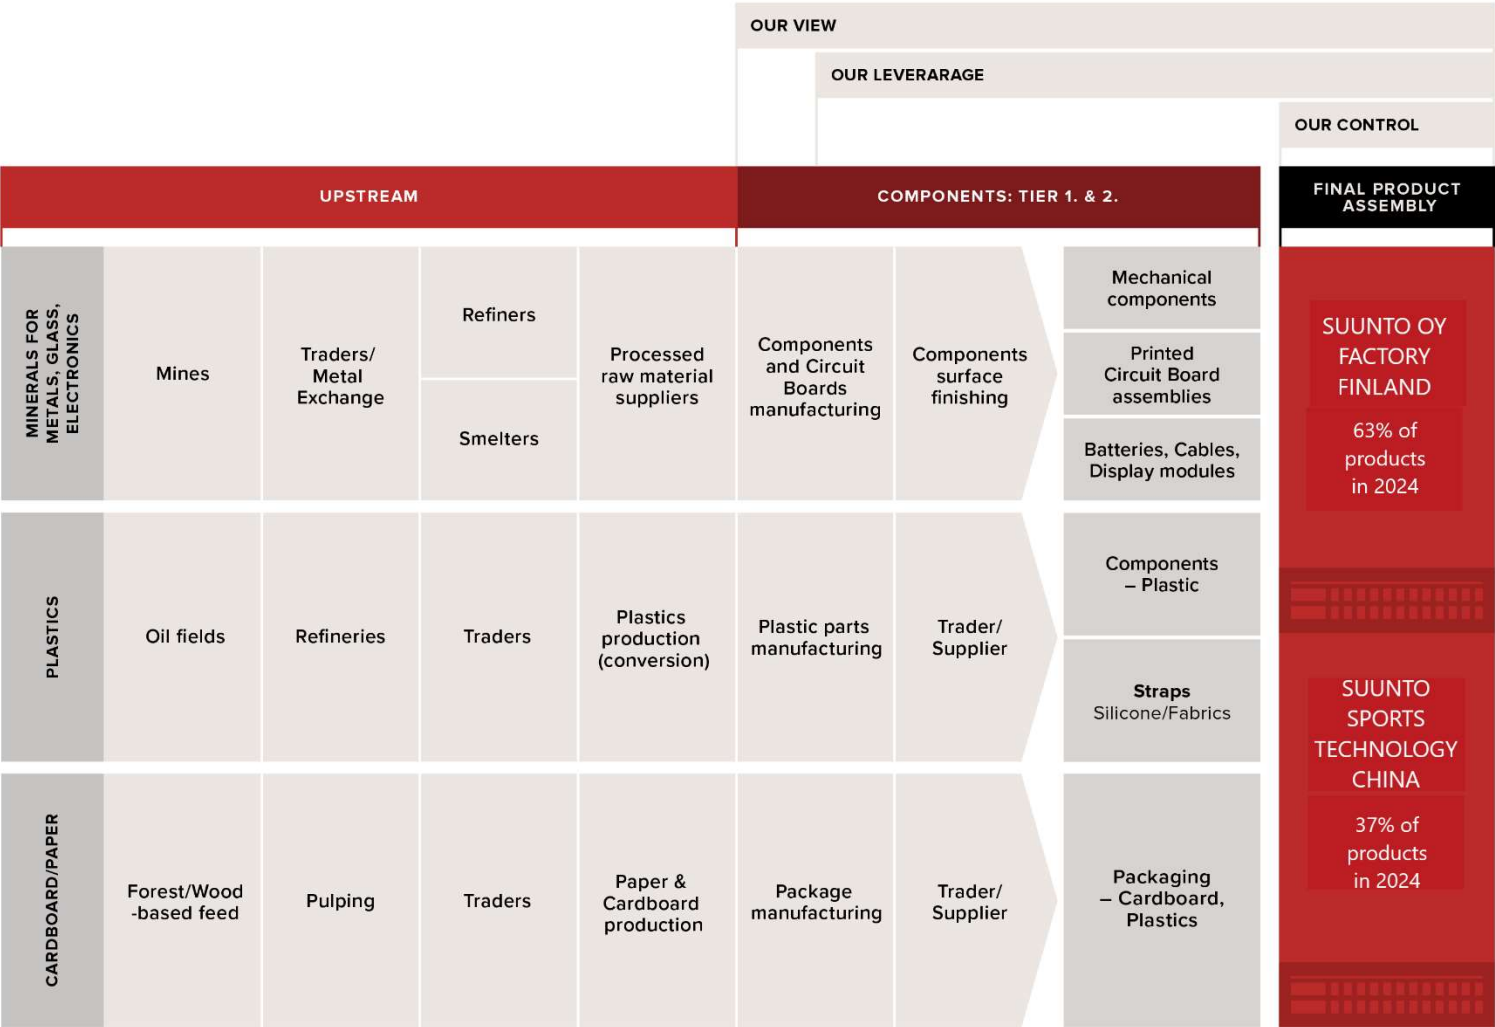 OUR VIEW
OUR LEVERARAGE
OUR CONTROL
UPSTREAM
COMPONENTS: TIER 1. & 2.
FINAL PRODUCT
ASSEMBLY
MINERALS FOR
METALS, GLASS,
ELECTRONICS
Mines
Traders/
Metal
Exchange
Refiners
Smelters
Processed
raw material
suppliers
Components
and Circuit
Boards
manufacturing
Components
surface
finishing
Mechanical
components
Printed
Circuit Board
assemblies
Batteries, Cables,
Display modules
SUUNTO OY
FACTORY
FINLAND
63% of
products
in 2024
PLASTICS
Oil fields
Refineries
Traders
Plastics
production
(conversion)
Plastic parts
manufacturing
Trader/
Supplier
Components
– Plastic
Straps
Silicone/Fabrics
SUUNTO
SPORTS
TECHNOLOGY
CHINA
37% of
products
in 2024
CARDBOARD/PAPER
Forest/Wood
-based feed
Pulping
Traders
Paper &
Cardboard
production
Package
manufacturing
Trader/
Supplier
Packaging
– Cardboard,
Plastics